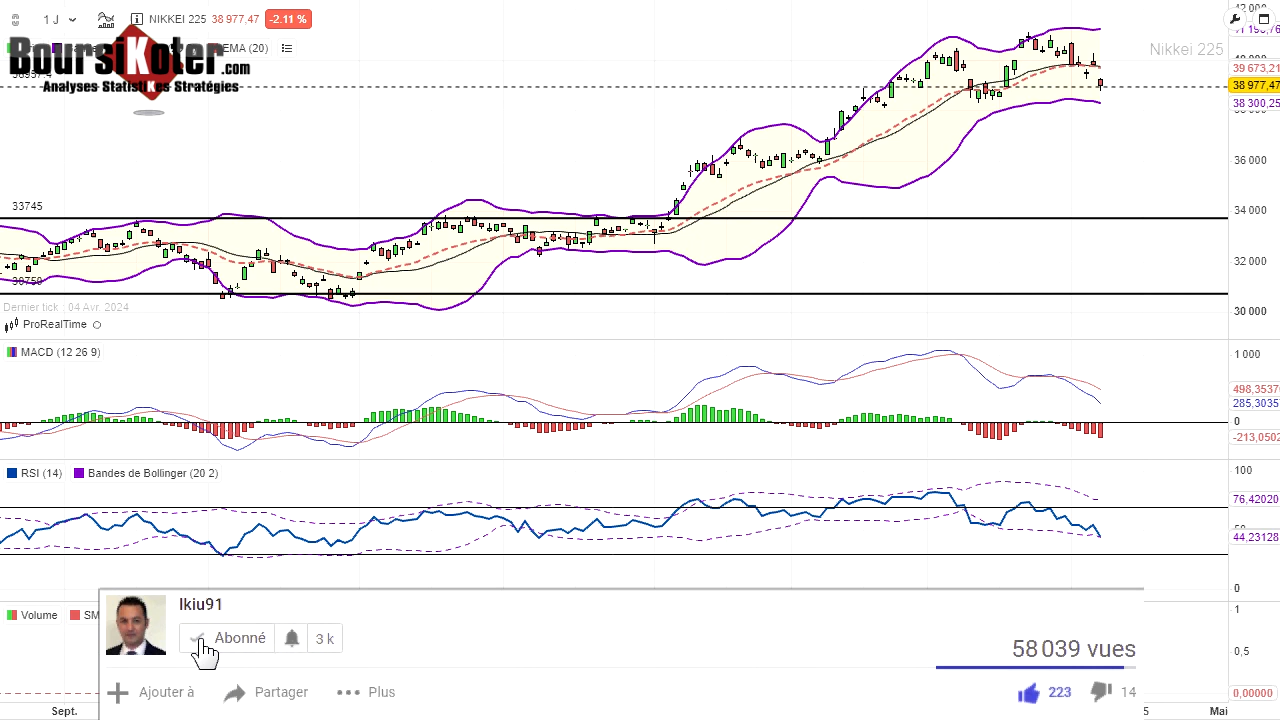 1 J
NIKKEI 225 38 977,47 -2.11 %
EMA (20)
BoursiKoter.com
Analyses StatistiKes Stratégies
Nikkei 225
39 673,21
38 977,47
38 300,25
36 000
33745
34 000
32 000
30 000
Dernier tick : 04 Avr. 2024
ProRealTime
MACD (12 26 9)
1 000
498,3537
285,3035
0
-213,0502
RSI (14) Bandes de Bollinger (20 2)
100
76,42020
44,23128
0
Volume SM
1
0,5
0,00000
Ikiu91
Abonné 3 k
58 039 vues
Ajouter à Partager Plus
223 14
Sept. Mai